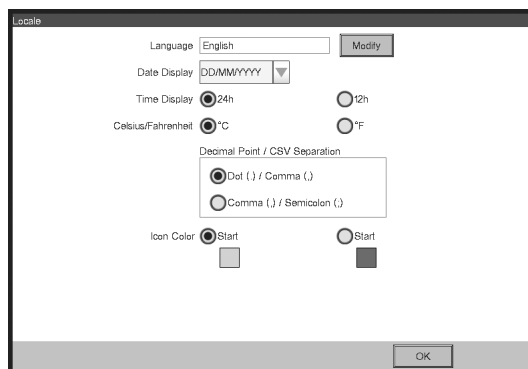 Locale
Language English Modify
Date Display DD/MM/YYYY
Time Display 24h 12h
Celsius/Fahrenheit °C °F
Decimal Point / CSV Separation
Dot (.) / Comma (,)
Comma (,) / Semicolon (;)
Icon Color Start Start
OK